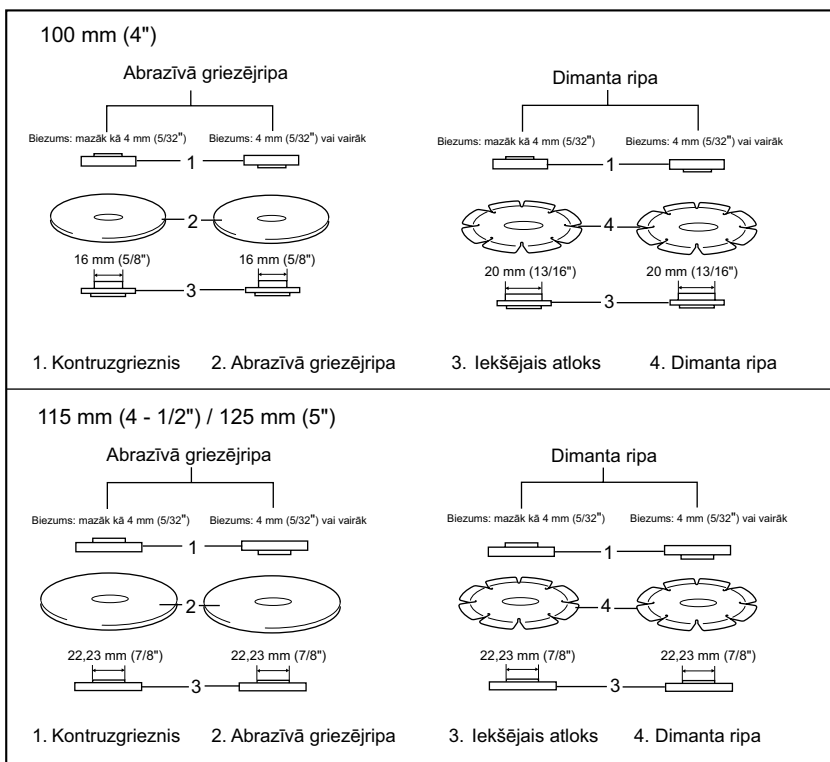 100 mm (4")
Abrazīvā griezējripa
Dimanta ripa
Biezums: mazāk kā 4 mm (5/32")
Biezums: 4 mm (5/32") vai vairāk
Biezums: mazāk kā 4 mm (5/32")
Biezums: 4 mm (5/32") vai vairāk
1
1
2
4
16 mm (5/8")
16 mm (5/8")
20 mm (13/16")
20 mm (13/16")
3
3
1. Kontruzgrieznis 2. Abrazīvā griezējripa 3. Iekšējais atloks 4. Dimanta ripa
115 mm (4 - 1/2") / 125 mm (5")
Abrazīvā griezējripa
Dimanta ripa
Biezums: mazāk kā 4 mm (5/32")
Biezums: 4 mm (5/32") vai vairāk
Biezums: mazāk kā 4 mm (5/32")
Biezums: 4 mm (5/32") vai vairāk
1
1
2
4
22,23 mm (7/8")
22,23 mm (7/8")
22,23 mm (7/8")
22,23 mm (7/8")
3
3
1. Kontruzgrieznis 2. Abrazīvā griezējripa 3. Iekšējais atloks 4. Dimanta ripa